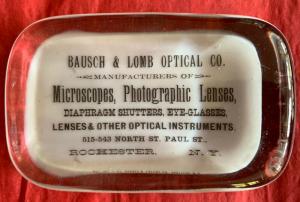 BAUSCH & LOMB OPTICAL CO.
MANUFACTURERS OF
Microscopes, Photographic Lenses,
DIAPHRAGM SHUTTERS, EYE-GLASSES,
LENSES & OTHER OPTICAL INSTRUMENTS.
515-543 NORTH ST. PAUL ST.,
ROCHESTER, N.Y.